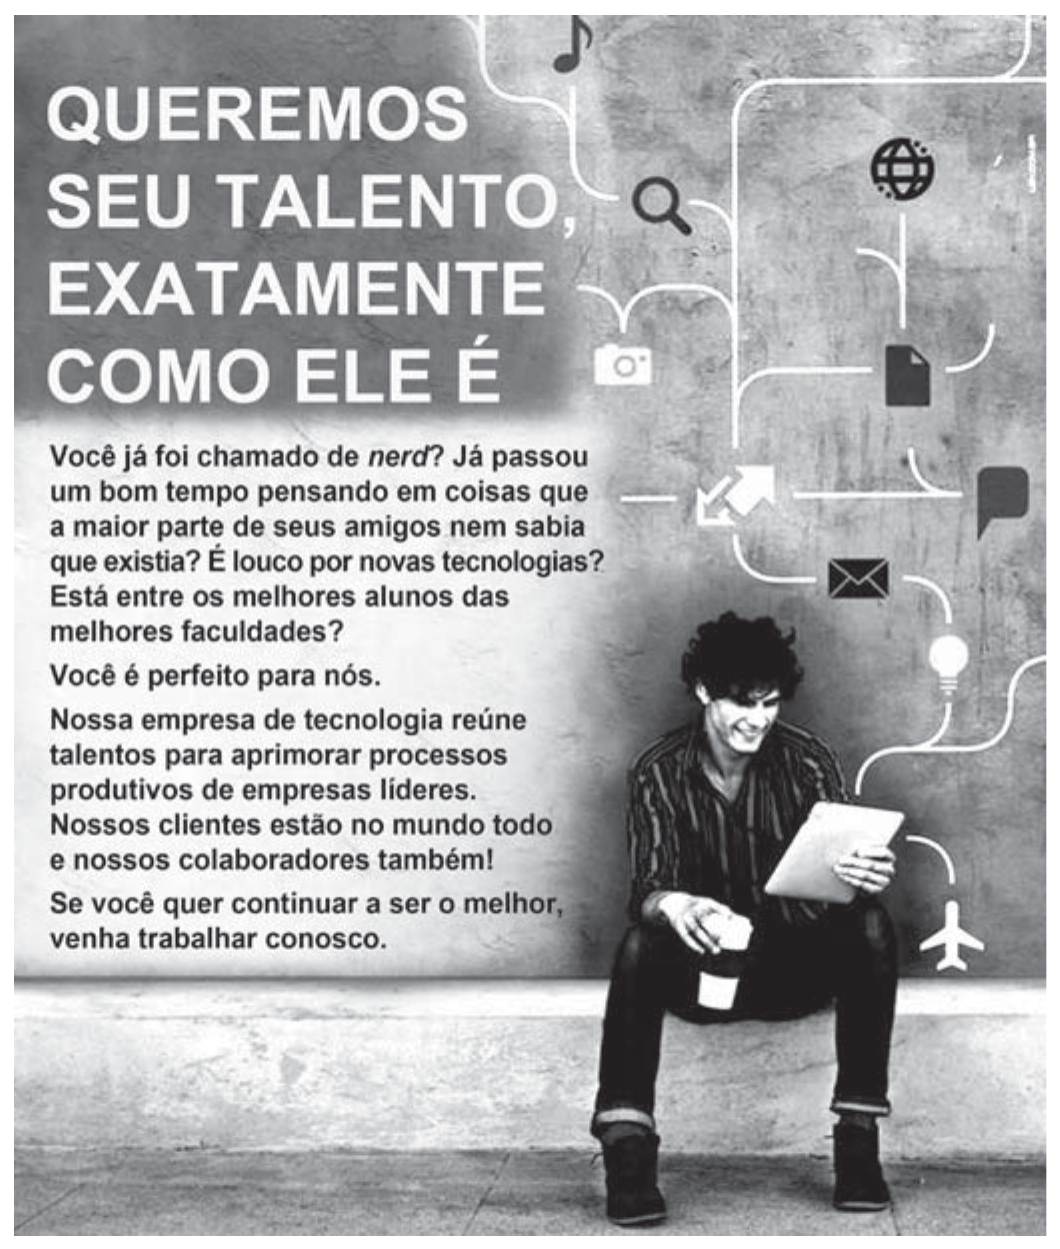 QUEREMOS
SEU TALENTO,
EXATAMENTE
COMO ELE É
Você já foi chamado de nerd? Já passou
um bom tempo pensando em coisas que
a maior parte de seus amigos nem sabia
que existia? É louco por novas tecnologias?
Está entre os melhores alunos das
melhores faculdades?
Você é perfeito para nós.
Nossa empresa de tecnologia reúne
talentos para aprimorar processos
produtivos de empresas líderes.
Nossos clientes estão no mundo todo
e nossos colaboradores também!
Se você quer continuar a ser o melhor,
venha trabalhar conosco.